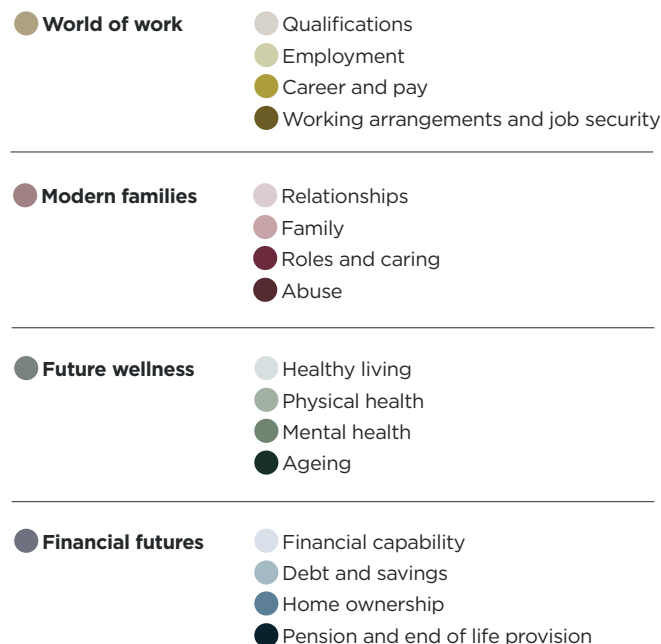 World of work
Qualifications
Employment
Career and pay
Working arrangements and job security
Modern families
Relationships
Family
Roles and caring
Abuse
Future wellness
Healthy living
Physical health
Mental health
Ageing
Financial futures
Financial capability
Debt and savings
Home ownership
Pension and end of life provision